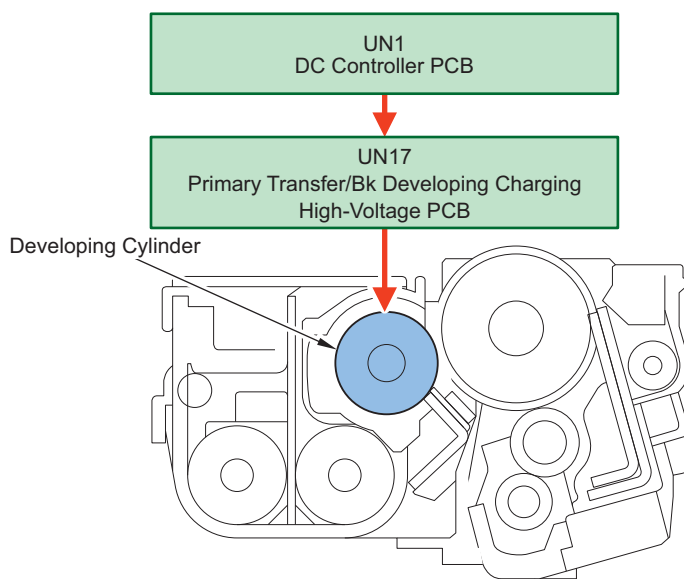 UN1
DC Controller PCB
UN17
Primary Transfer/Bk Developing Charging
High-Voltage PCB
Developing Cylinder